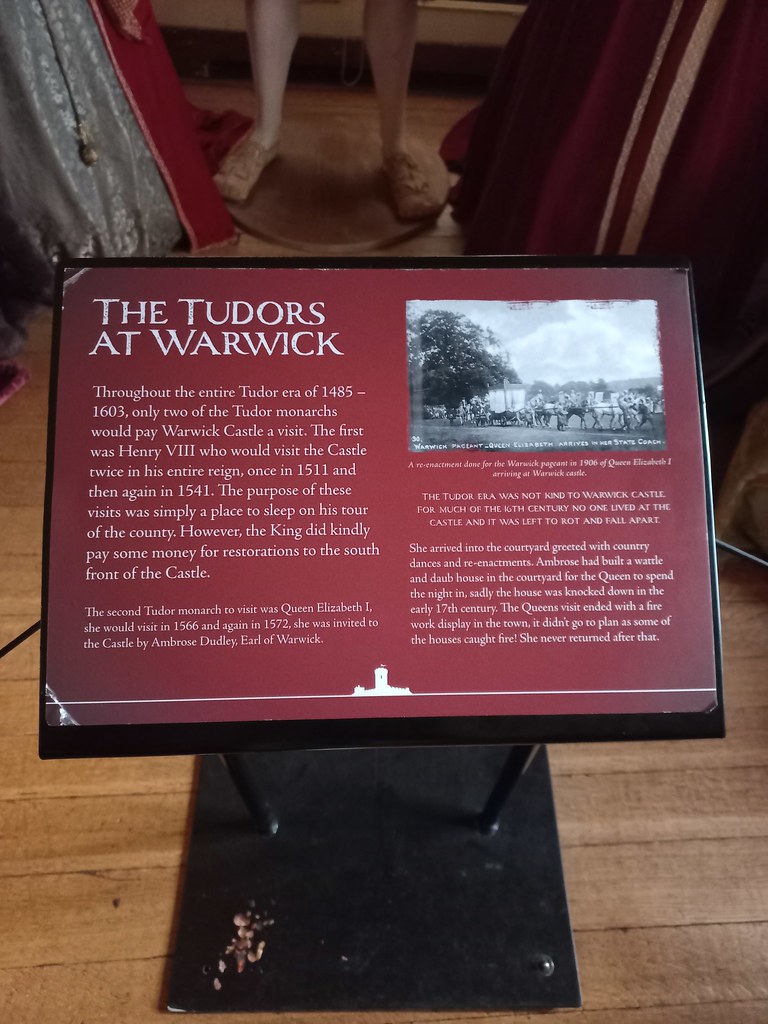 THE TUDORS
AT WARWICK
Throughout the entire Tudor era of 1485 –
1603, only two of the Tudor monarchs
would pay Warwick Castle a visit. The first
was Henry VIII who would visit the Castle
twice in his entire reign, once in 1511 and
then again in 1541. The purpose of these
visits was simply a place to sleep on his tour
of the county. However, the King did kindly
pay some money for restorations to the south
front of the Castle.
The second Tudor monarch to visit was Queen Elizabeth I,
she would visit in 1566 and again in 1572, she was invited to
the Castle by Ambrose Dudley, Earl of Warwick.
30.
WARWICK PAGEANT_QUEEN ELIZABETH ARRIVES IN HER STATE COACH.
A re-enactment done for the Warwick pageant in 1906 of Queen Elizabeth I
arriving at Warwick castle.
THE TUDOR ERA WAS NOT KIND TO WARWICK CASTLE.
FOR MUCH OF THE 16TH CENTURY NO ONE LIVED AT THE
CASTLE AND IT WAS LEFT TO ROT AND FALL APART.
She arrived into the courtyard greeted with country
dances and re-enactments. Ambrose had built a wattle
and daub house in the courtyard for the Queen to spend
the night in, sadly the house was knocked down in the
early 17th century. The Queens visit ended with a fire
work display in the town, it didn't go to plan as some of
the houses caught fire! She never returned after that.